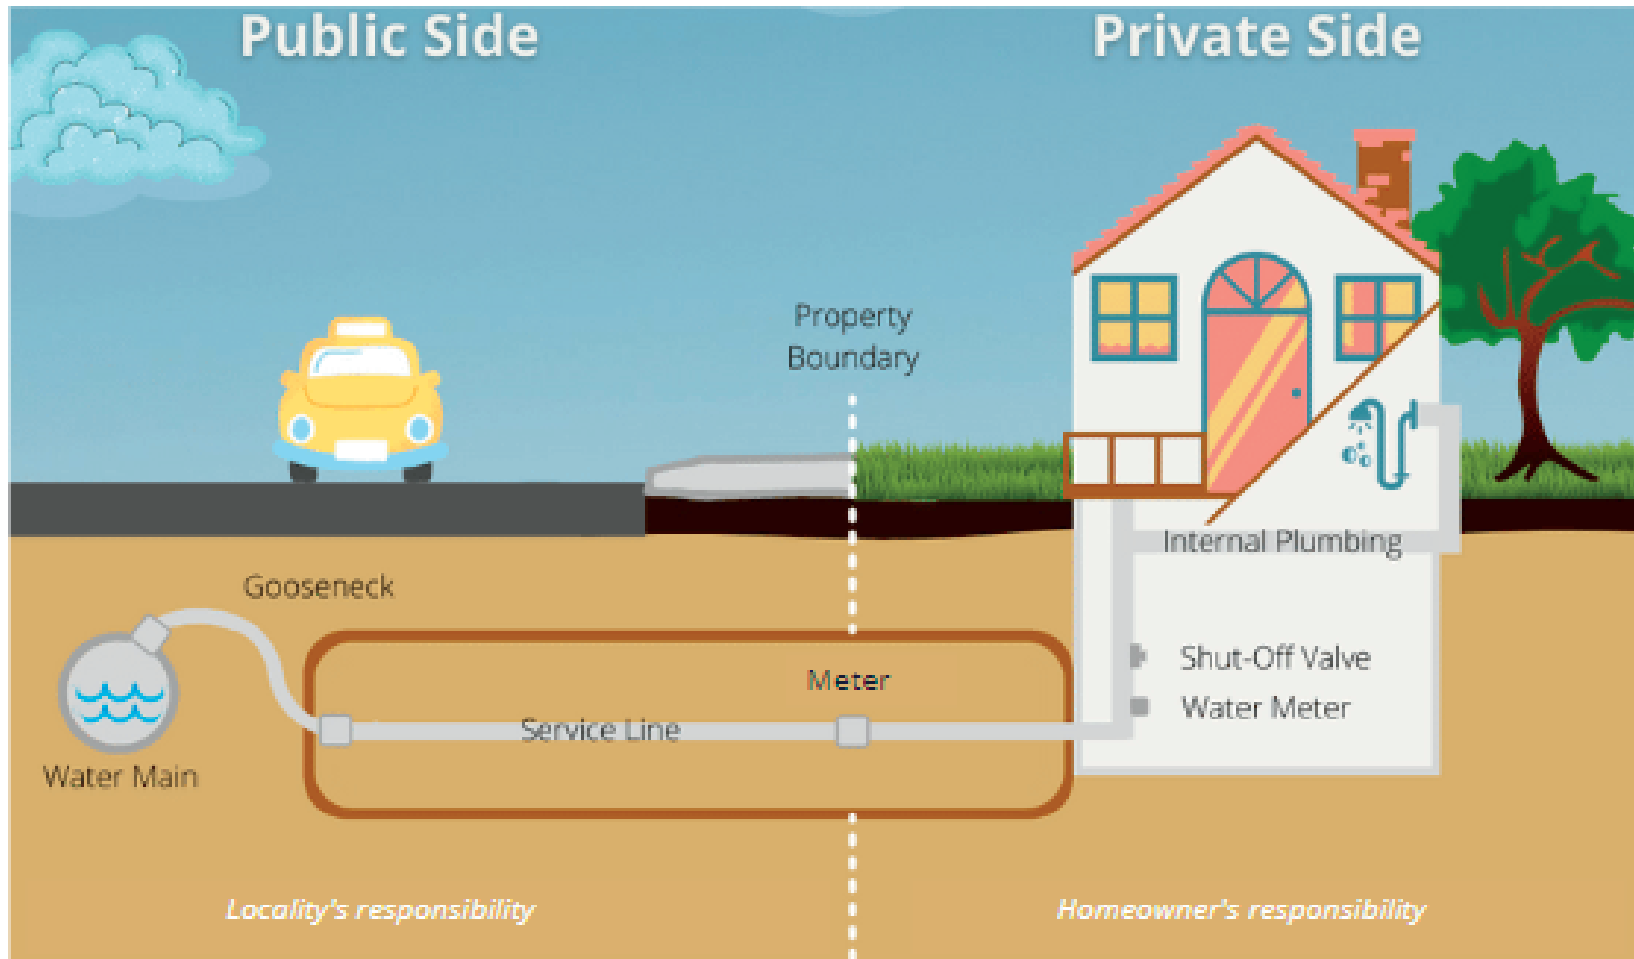 Public Side
Private Side
Property
Boundary
Internal Plumbing
Gooseneck
Shut-Off Valve
Meter
Water Meter
Service Line
Water Main
Locality's responsibility
Homeowner's responsibility